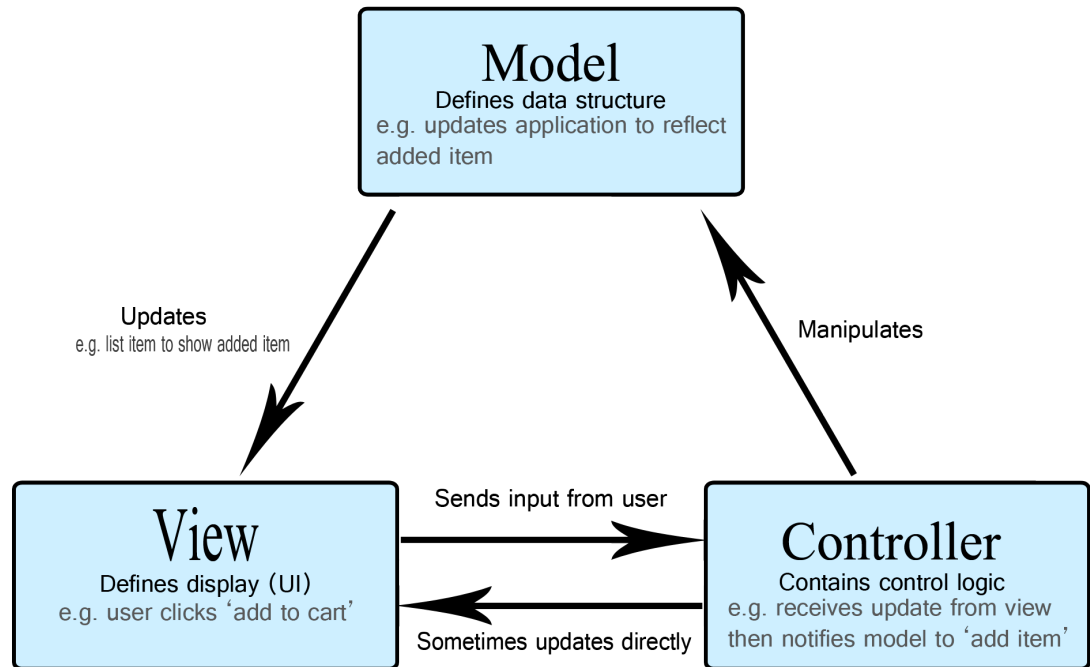 Model
Defines data structure
e.g. updates application to reflect
added item
Updates
e.g. list item to show added item
Manipulates
Sends input from user
View
Defines display (UI)
e.g. user clicks ‘add to cart’
Sometimes updates directly
Controller
Contains control logic
e.g. receives update from view
then notifies model to ‘add item’